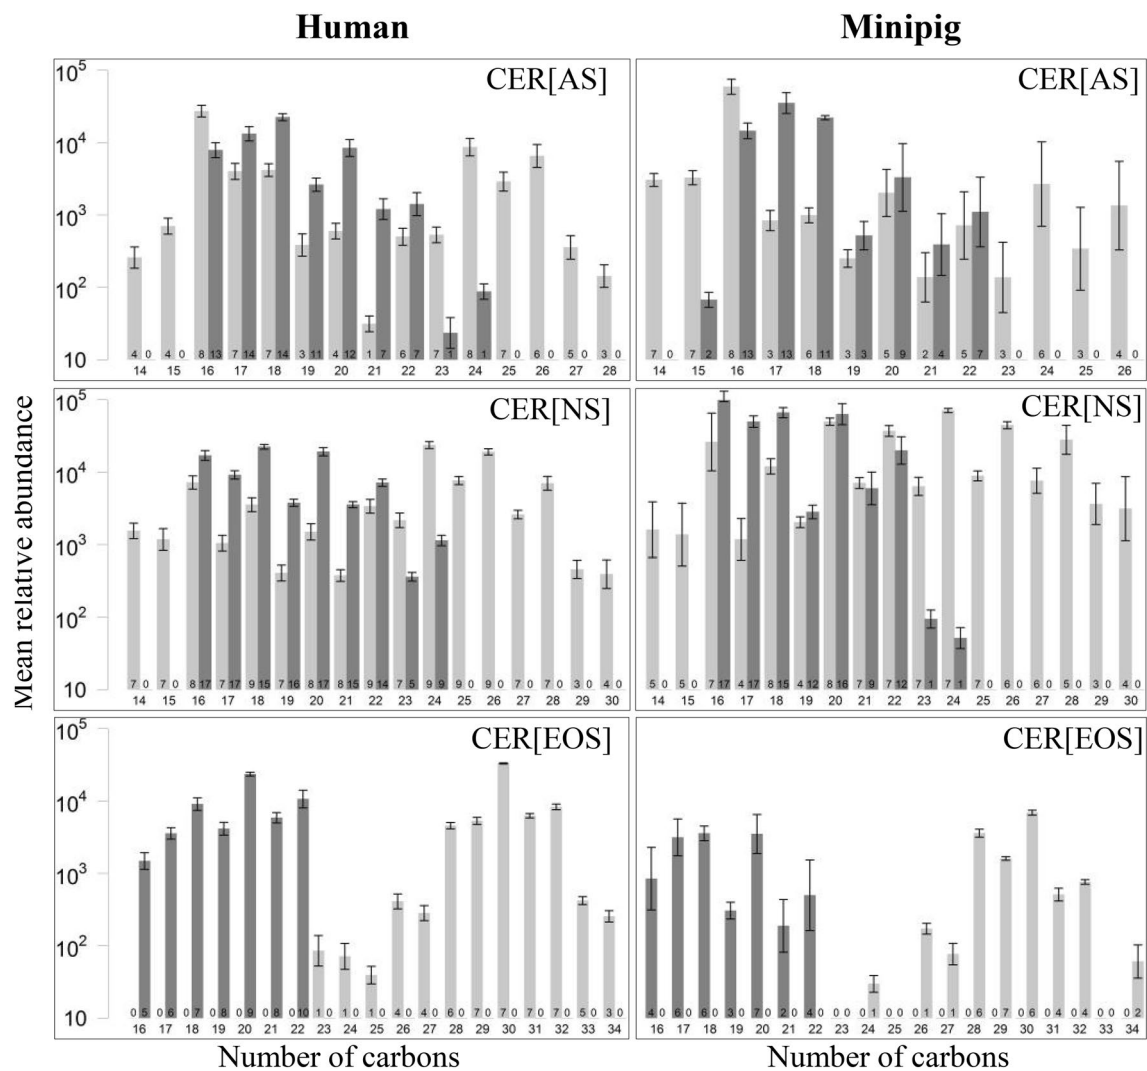 Human
Minipig
CER[AS]
10⁵
10⁴
10³
10²
10
4 0 4 0 8 13 7 14 7 14 3 11 4 12 1 7 6 7 7 1 8 1 7 0 6 0 5 0 3 0
14 15 16 17 18 19 20 21 22 23 24 25 26 27 28
CER[AS]
7 0 7 2 8 13 3 13 6 11 3 3 5 9 2 4 5 7 3 0 6 0 3 0 4 0
14 15 16 17 18 19 20 21 22 23 24 25 26
Mean relative abundance
CER[NS]
10⁵
10⁴
10³
10²
10
7 0 7 0 8 17 7 17 9 15 7 16 8 17 8 15 9 14 7 5 9 9 9 0 9 0 7 0 7 0 3 0 4 0
14 15 16 17 18 19 20 21 22 23 24 25 26 27 28 29 30
CER[NS]
5 0 5 0 7 17 4 17 8 15 4 12 8 16 7 9 7 12 7 1 7 1 7 0 6 0 6 0 5 0 3 0 4 0
14 15 16 17 18 19 20 21 22 23 24 25 26 27 28 29 30
CER[EOS]
10⁵
10⁴
10³
10²
10
0 5 0 6 0 7 0 8 0 9 0 8 0 10 1 0 1 0 1 0 4 0 4 0 6 0 7 0 7 0 7 0 7 0 5 0 3 0
16 17 18 19 20 21 22 23 24 25 26 27 28 29 30 31 32 33 34
CER[EOS]
4 0 6 0 6 0 3 0 7 0 2 0 4 0 0 0 1 0 0 0 1 0 1 0 6 0 7 0 6 0 4 0 4 0 0 0 2
16 17 18 19 20 21 22 23 24 25 26 27 28 29 30 31 32 33 34
Number of carbons
Number of carbons